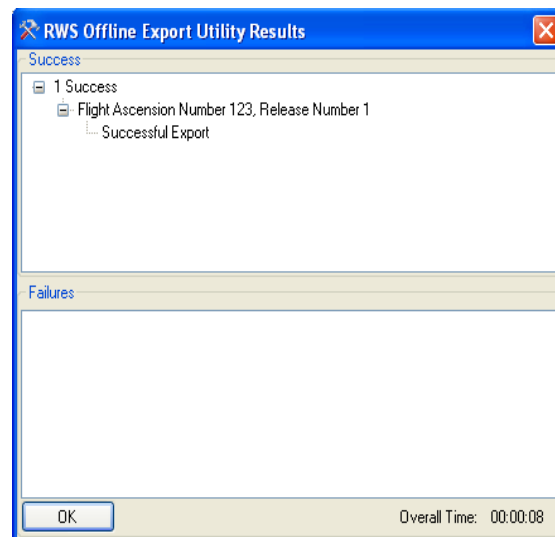 RWS Offline Export Utility Results
Success
1 Success
Flight Ascension Number 123, Release Number 1
Successful Export
Failures
OK
Overall Time: 00:00:08